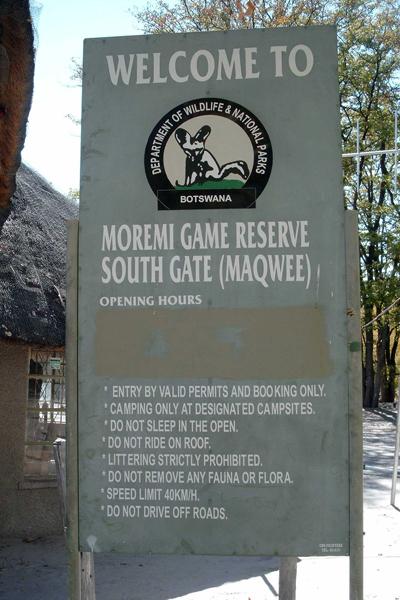 WELCOME TO
DEPARTMENT OF WILDLIFE & NATIONAL PARKS
BOTSWANA
MOREMI GAME RESERVE
SOUTH GATE (MAQWEE)
OPENING HOURS
* ENTRY BY VALID PERMITS AND BOOKING ONLY.
* CAMPING ONLY AT DESIGNATED CAMPSITES.
* DO NOT SLEEP IN THE OPEN.
* DO NOT RIDE ON ROOF.
* LITTERING STRICTLY PROHIBITED.
* DO NOT REMOVE ANY FAUNA OR FLORA.
* SPEED LIMIT 40KM/H.
* DO NOT DRIVE OFF ROADS.